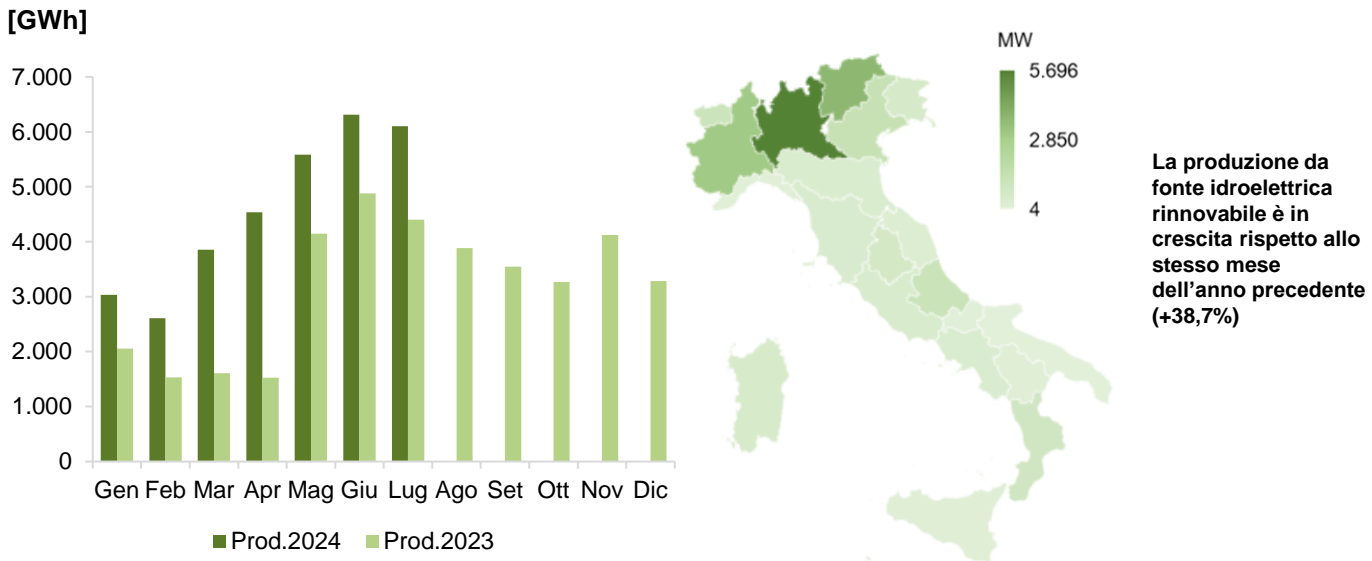 [GWh]
7.000
6.000
5.000
4.000
3.000
2.000
1.000
0
Gen Feb Mar Apr Mag Giu Lug Ago Set Ott Nov Dic
Prod.2024 Prod.2023
MW
5.696
2.850
4
La produzione da
fonte idroelettrica
rinnovabile è in
crescita rispetto allo
stesso mese
dell’anno precedente
(+38,7%)